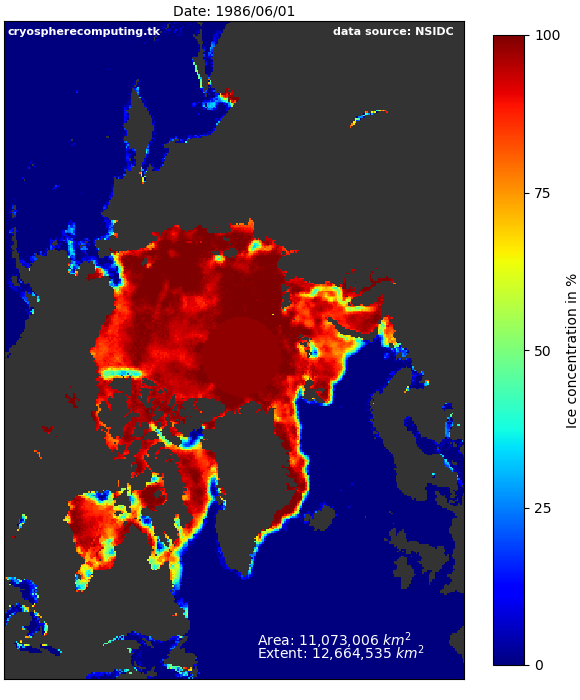 Date: 1986/06/01
cryospherecomputing.tk
data source: NSIDC
100
75
50
25
0
Ice concentration in %
Area: 11,073,006 km²
Extent: 12,664,535 km²